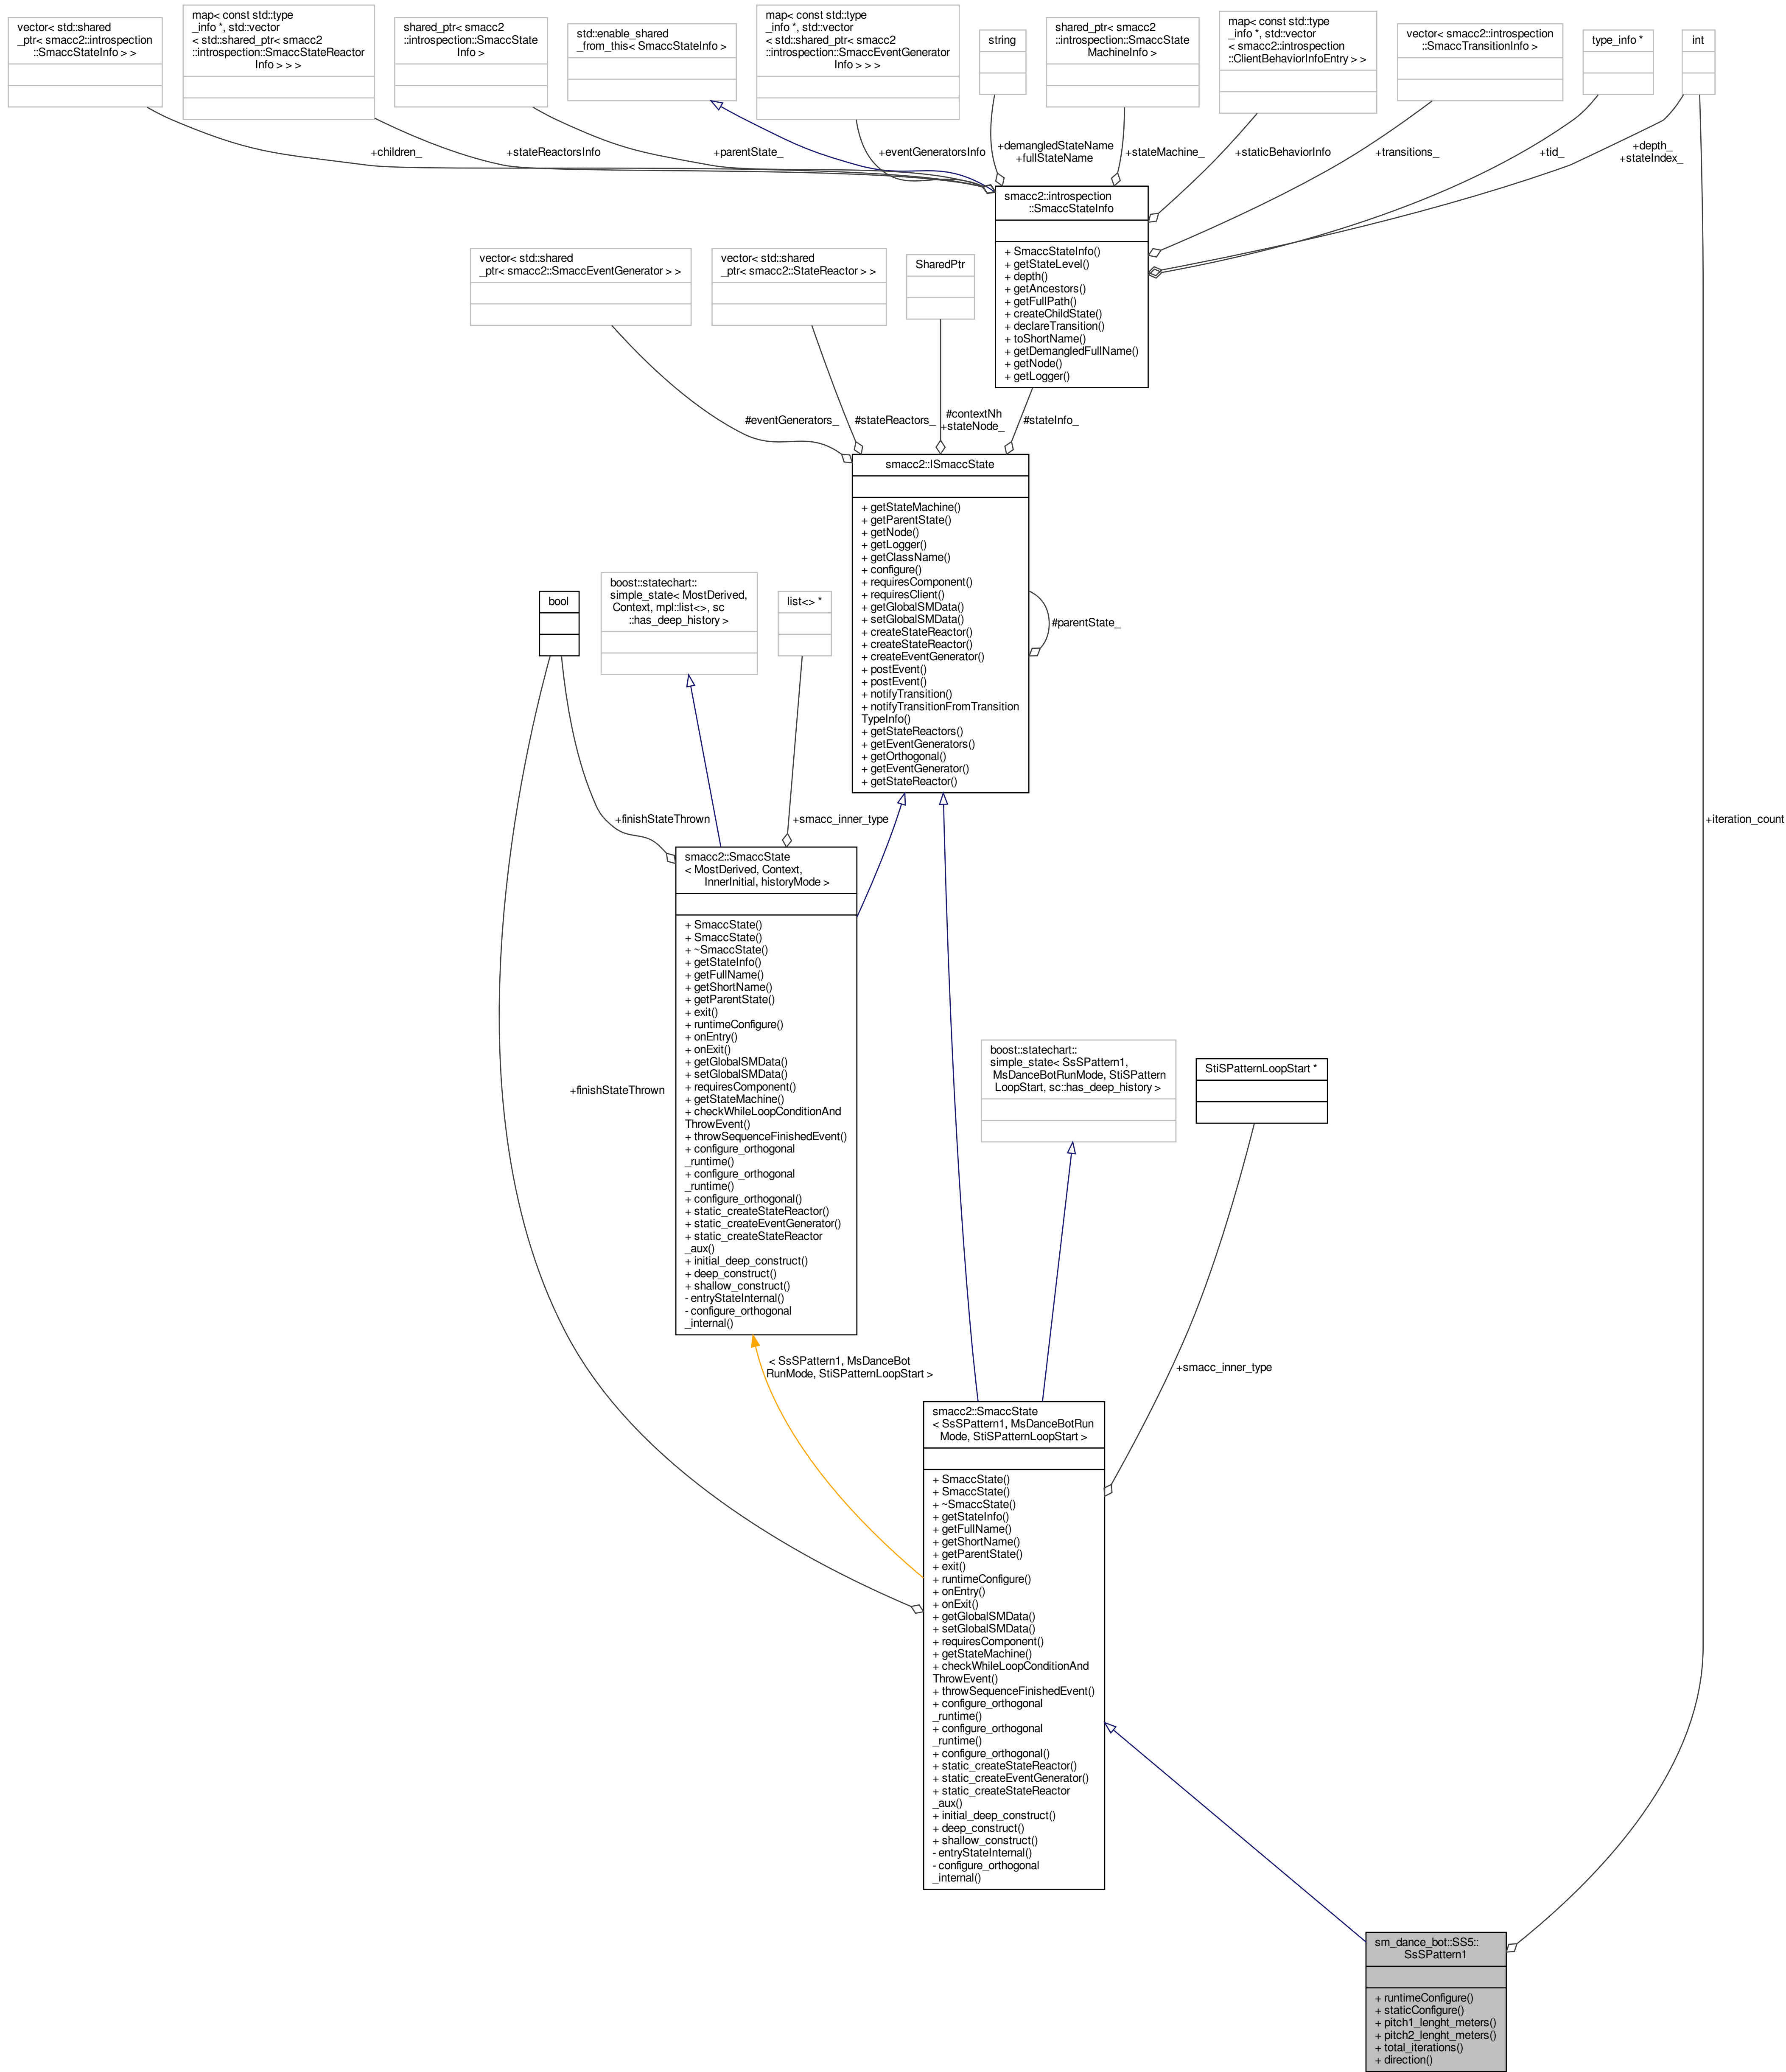 vector< std::shared
_ptr< smacc2::introspection
::SmaccStateInfo > >
map< const std::type
_info *, std::vector
< std::shared_ptr< smacc2
::introspection::SmaccStateReactor
Info > > >
shared_ptr< smacc2
::introspection::SmaccState
Info >
std::enable_shared
_from_this< SmaccStateInfo >
map< const std::type
_info *, std::vector
< std::shared_ptr< smacc2
::introspection::SmaccEventGenerator
Info > > >
string
shared_ptr< smacc2
::introspection::SmaccState
MachineInfo >
map< const std::type
_info *, std::vector
< smacc2::introspection
::ClientBehaviorInfoEntry > >
vector< smacc2::introspection
::SmaccTransitionInfo >
type_info *
int
+children_
+stateReactorsInfo
+parentState_
+eventGeneratorsInfo
+demangledStateName
+fullStateName
+stateMachine_
+staticBehaviorInfo
+transitions_
+tid_
+depth_
+stateIndex_
smacc2::introspection
::SmaccStateInfo
+ SmaccStateInfo()
+ getStateLevel()
+ depth()
+ getAncestors()
+ getFullPath()
+ createChildState()
+ declareTransition()
+ toShortName()
+ getDemangledFullName()
+ getNode()
+ getLogger()
vector< std::shared
_ptr< smacc2::SmaccEventGenerator > >
vector< std::shared
_ptr< smacc2::StateReactor > >
SharedPtr
#eventGenerators_
#stateReactors_
#contextNh
+stateNode_
#stateInfo_
smacc2::ISmaccState
+ getStateMachine()
+ getParentState()
+ getNode()
+ getLogger()
+ getClassName()
+ configure()
+ requiresComponent()
+ requiresClient()
+ getGlobalSMData()
+ setGlobalSMData()
+ createStateReactor()
+ createStateReactor()
+ createEventGenerator()
+ postEvent()
+ postEvent()
+ notifyTransition()
+ notifyTransitionFromTransition
TypeInfo()
+ getStateReactors()
+ getEventGenerators()
+ getOrthogonal()
+ getEventGenerator()
+ getStateReactor()
#parentState_
bool
boost::statechart::
simple_state< MostDerived,
Context, mpl::list<>, sc
::has_deep_history >
list<> *
+finishStateThrown
+smacc_inner_type
+iteration_count
smacc2::SmaccState
< MostDerived, Context,
InnerInitial, historyMode >
+ SmaccState()
+ SmaccState()
+ ~SmaccState()
+ getStateInfo()
+ getFullName()
+ getShortName()
+ getParentState()
+ exit()
+ runtimeConfigure()
+ onEntry()
+ onExit()
+ getGlobalSMData()
+ setGlobalSMData()
+ requiresComponent()
+ getStateMachine()
+ checkWhileLoopConditionAnd
ThrowEvent()
+ throwSequenceFinishedEvent()
+ configure_orthogonal
_runtime()
+ configure_orthogonal
_runtime()
+ configure_orthogonal()
+ static_createStateReactor()
+ static_createEventGenerator()
+ static_createStateReactor
_aux()
+ initial_deep_construct()
+ deep_construct()
+ shallow_construct()
- entryStateInternal()
- configure_orthogonal
_internal()
+finishStateThrown
boost::statechart::
simple_state< SsSPattern1,
MsDanceBotRunMode, StiSPattern
LoopStart, sc::has_deep_history >
StiSPatternLoopStart *
< SsSPattern1, MsDanceBot
RunMode, StiSPatternLoopStart >
+smacc_inner_type
smacc2::SmaccState
< SsSPattern1, MsDanceBotRun
Mode, StiSPatternLoopStart >
+ SmaccState()
+ SmaccState()
+ ~SmaccState()
+ getStateInfo()
+ getFullName()
+ getShortName()
+ getParentState()
+ exit()
+ runtimeConfigure()
+ onEntry()
+ onExit()
+ getGlobalSMData()
+ setGlobalSMData()
+ requiresComponent()
+ getStateMachine()
+ checkWhileLoopConditionAnd
ThrowEvent()
+ throwSequenceFinishedEvent()
+ configure_orthogonal
_runtime()
+ configure_orthogonal
_runtime()
+ configure_orthogonal()
+ static_createStateReactor()
+ static_createEventGenerator()
+ static_createStateReactor
_aux()
+ initial_deep_construct()
+ deep_construct()
+ shallow_construct()
- entryStateInternal()
- configure_orthogonal
_internal()
sm_dance_bot::SS5::
SsSPattern1
+ runtimeConfigure()
+ staticConfigure()
+ pitch1_lenght_meters()
+ pitch2_lenght_meters()
+ total_iterations()
+ direction()